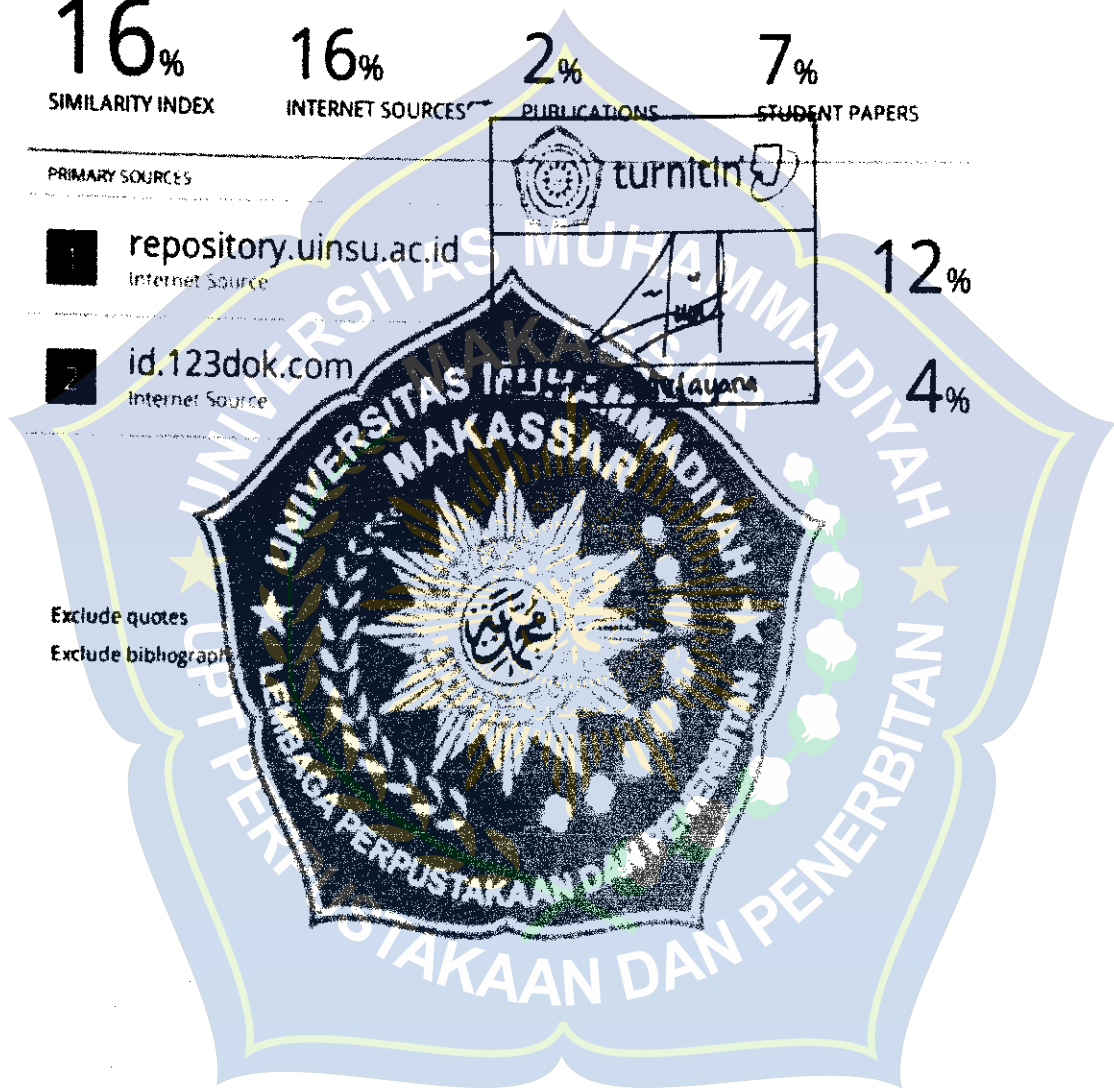 16%
SIMILARITY INDEX
16%
INTERNET SOURCES
2%
PUBLICATIONS
7%
STUDENT PAPERS
PRIMARY SOURCES
turnitin
1 repository.uinsu.ac.id 12%
Internet Source
2 id.123dok.com 4%
Internet Source
Exclude quotes
Exclude bibliograph
UNIVERSITAS MUHAMMADIYAH
MAKASSAR
LEMBAGA PERPUSTAKAAN DAN PENERBITAN
UNIVERSITAS MUHAMMADIYAH
MAKASSAR
UPT PERPUSTAKAAN DAN PENERBITAN